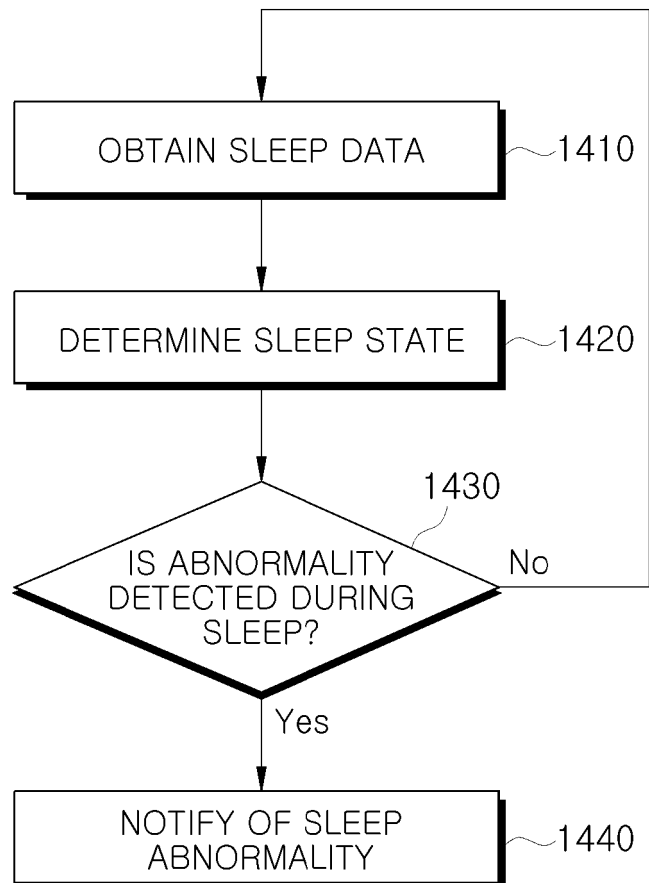 OBTAIN SLEEP DATA
1410
DETERMINE SLEEP STATE
1420
1430
IS ABNORMALITY
DETECTED DURING
SLEEP?
No
Yes
NOTIFY OF SLEEP
ABNORMALITY
1440